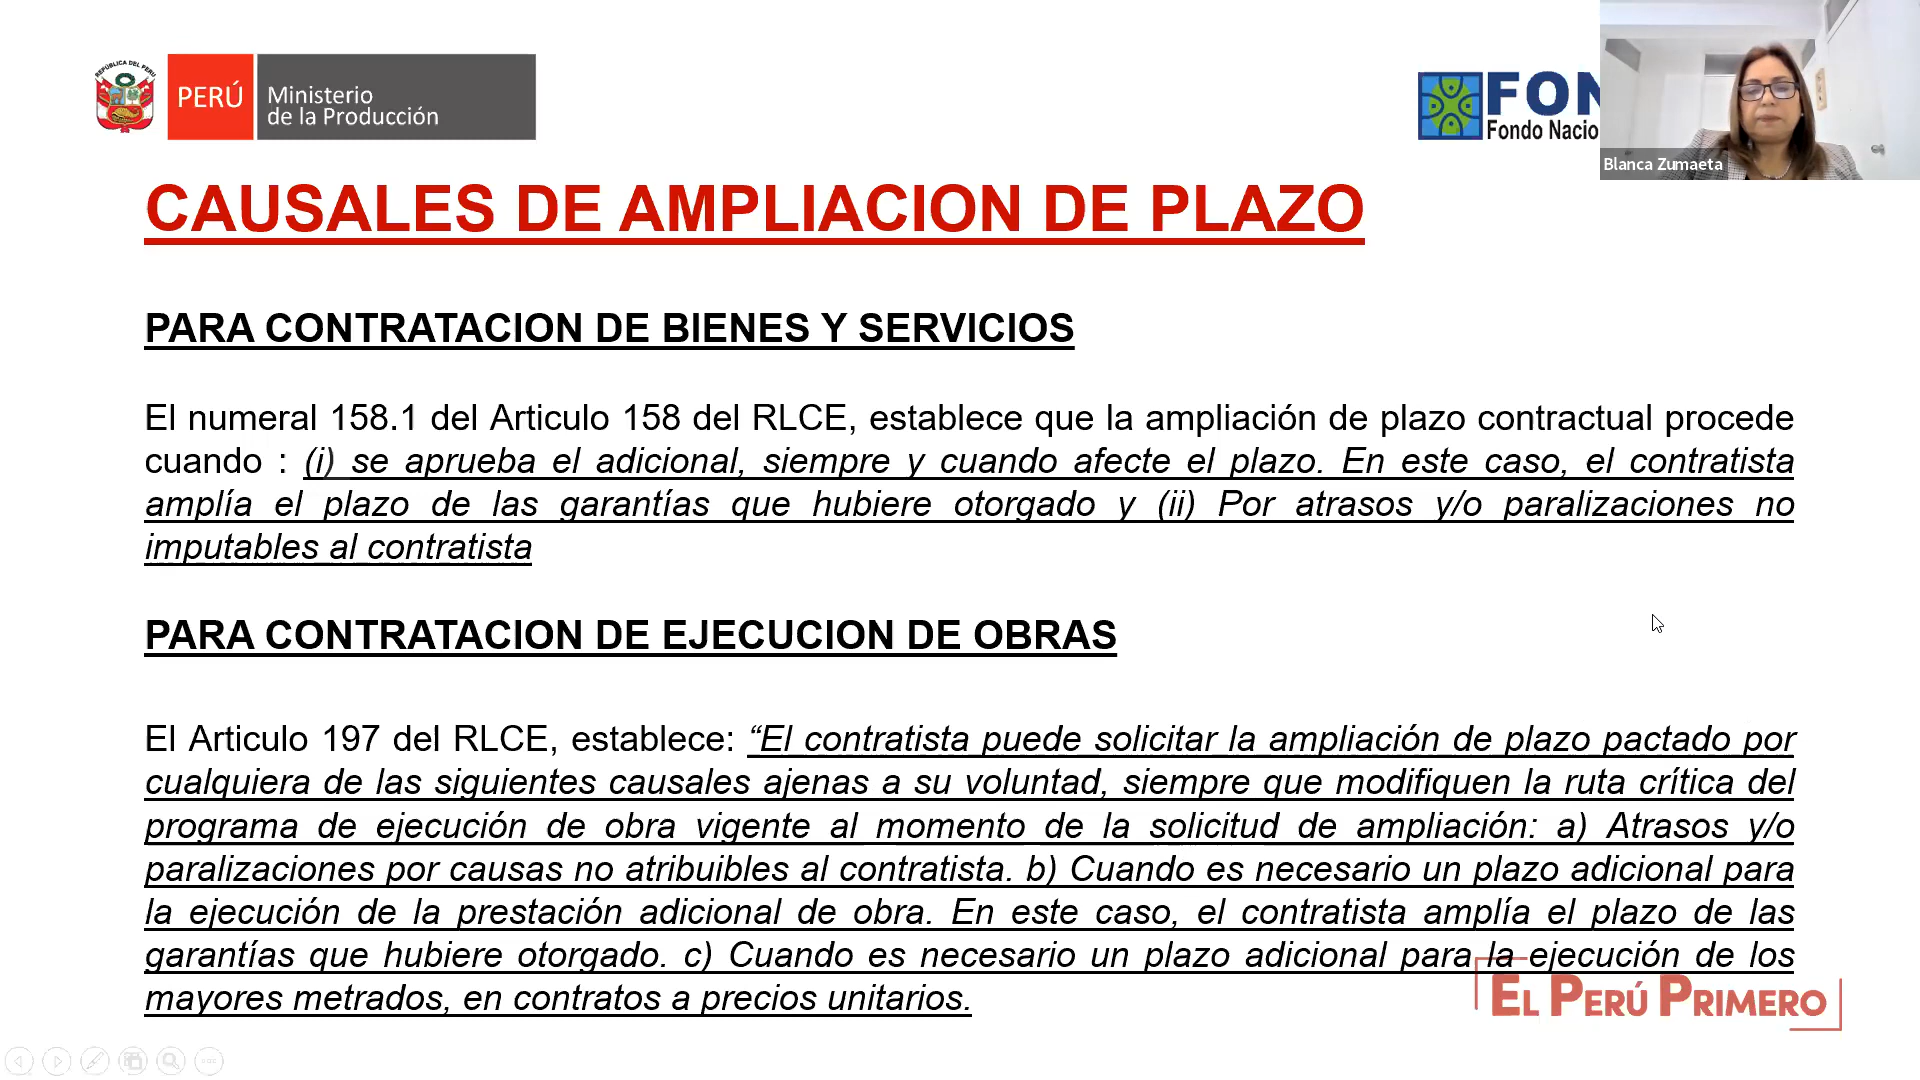 REPÚBLICA DEL PERÚ
PERÚ
Ministerio
de la Producción
FON
Fondo Nacio
Blanca Zumaeta
CAUSALES DE AMPLIACION DE PLAZO
PARA CONTRATACION DE BIENES Y SERVICIOS
El numeral 158.1 del Articulo 158 del RLCE, establece que la ampliación de plazo contractual procede
cuando : (i) se aprueba el adicional, siempre y cuando afecte el plazo. En este caso, el contratista
amplía el plazo de las garantías que hubiere otorgado y (ii) Por atrasos y/o paralizaciones no
imputables al contratista
PARA CONTRATACION DE EJECUCION DE OBRAS
El Articulo 197 del RLCE, establece: “El contratista puede solicitar la ampliación de plazo pactado por
cualquiera de las siguientes causales ajenas a su voluntad, siempre que modifiquen la ruta crítica del
programa de ejecución de obra vigente al momento de la solicitud de ampliación: a) Atrasos y/o
paralizaciones por causas no atribuibles al contratista. b) Cuando es necesario un plazo adicional para
la ejecución de la prestación adicional de obra. En este caso, el contratista amplía el plazo de las
garantías que hubiere otorgado. c) Cuando es necesario un plazo adicional para la ejecución de los
mayores metrados, en contratos a precios unitarios.
EL PERÚ PRIMERO